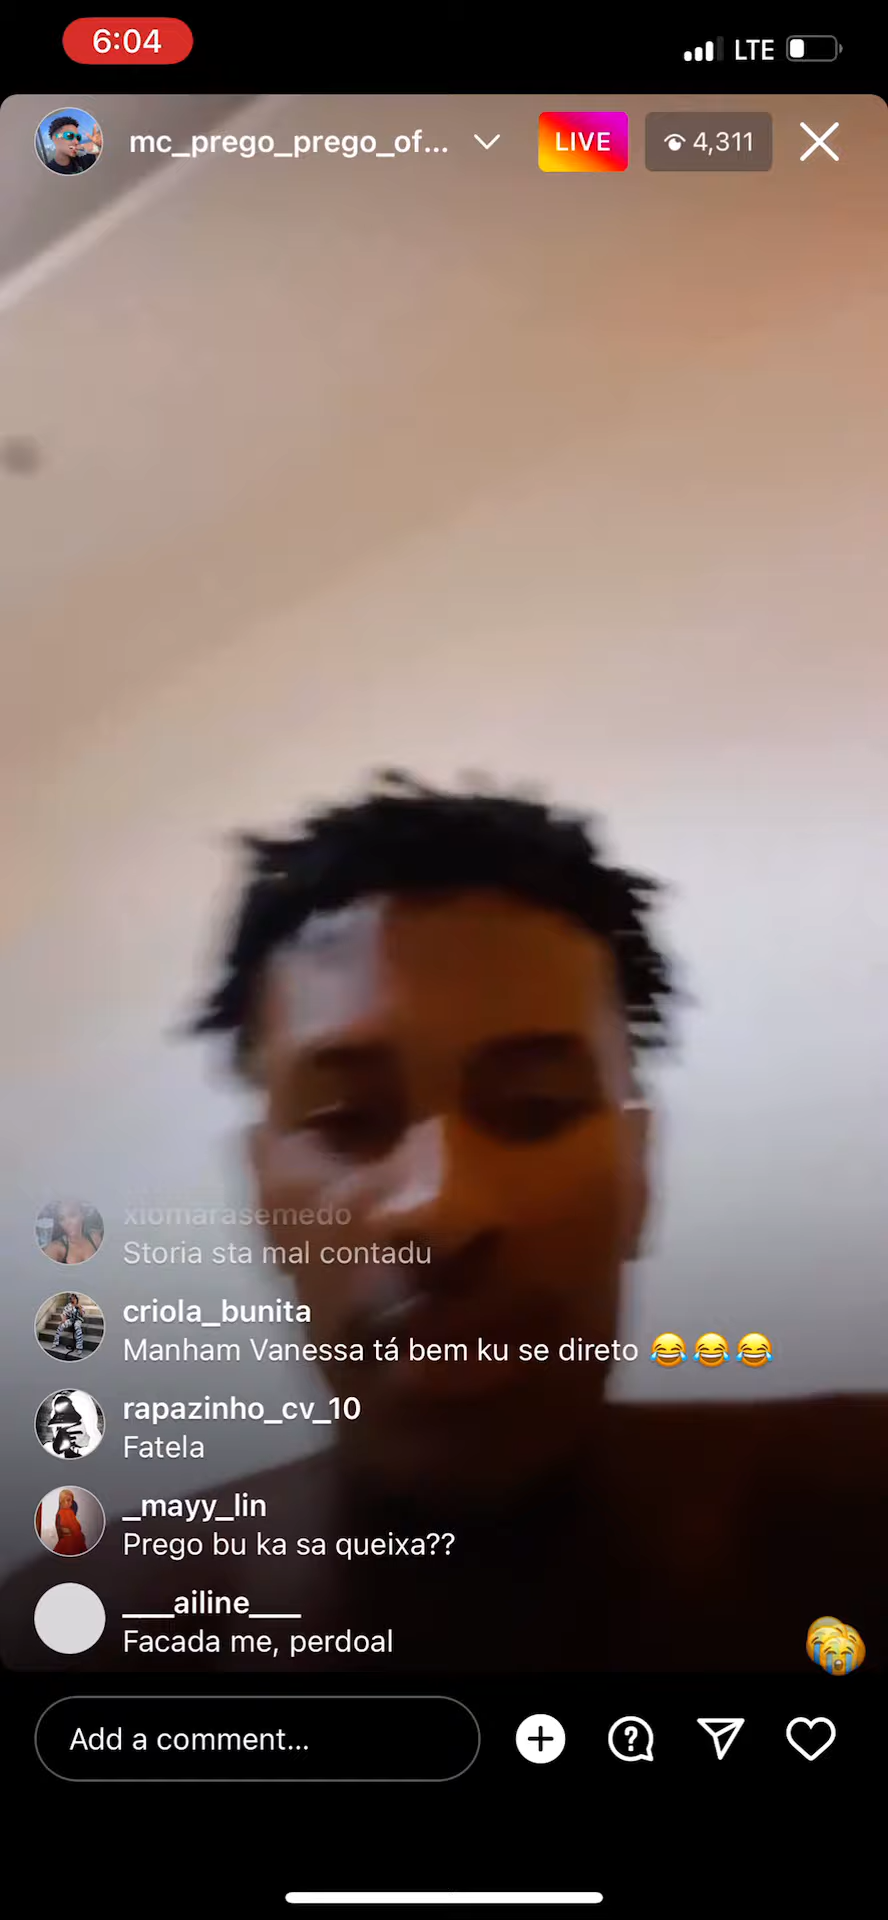 6:04
LTE
mc_prego_prego_of...
LIVE
4,311
xiomarasemedo
Storia sta mal contadu
criola_bunita
Manham Vanessa tá bem ku se direto 😂😂😂
rapazinho_cv_10
Fatela
_mayy_lin
Prego bu ka sa queixa??
___ailine___
Facada me, perdoal
Add a comment...